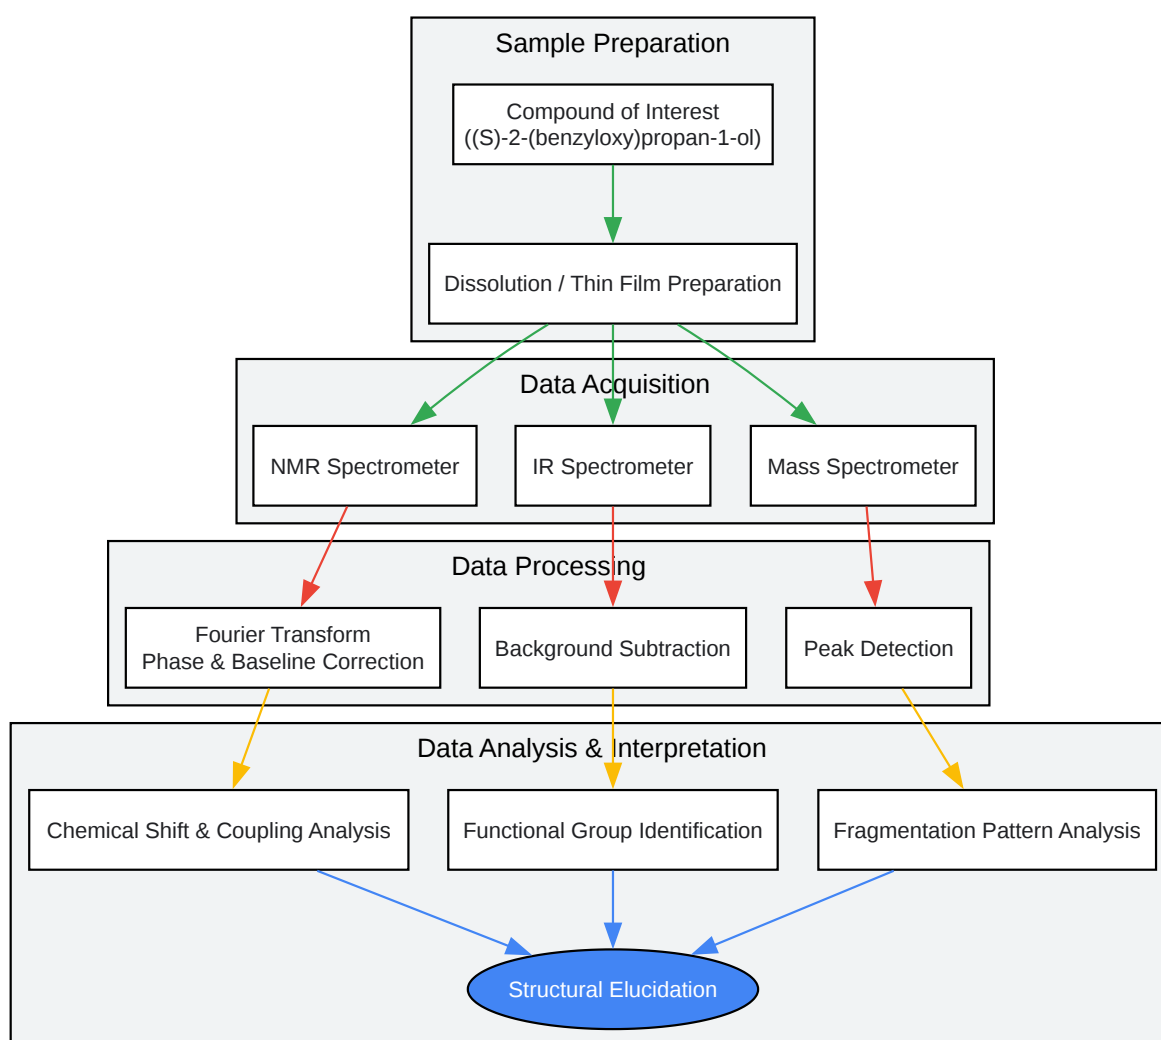 Sample Preparation
Compound of Interest
((S)-2-(benzyloxy)propan-1-ol)
Dissolution / Thin Film Preparation
Data Acquisition
NMR Spectrometer
IR Spectrometer
Mass Spectrometer
Data Processing
Fourier Transform
Phase & Baseline Correction
Background Subtraction
Peak Detection
Data Analysis & Interpretation
Chemical Shift & Coupling Analysis
Functional Group Identification
Fragmentation Pattern Analysis
Structural Elucidation